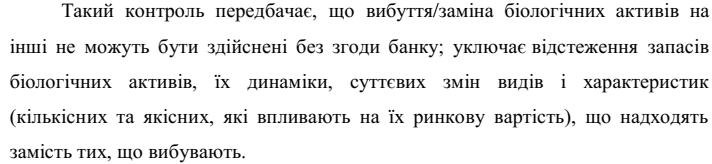 Такий контроль передбачає, що вибуття/заміна біологічних активів на
інші не можуть бути здійснені без згоди банку; уключає відстеження запасів
біологічних активів, їх динаміки, суттєвих змін видів і характеристик
(кількісних та якісних, які впливають на їх ринкову вартість), що надходять
замість тих, що вибувають.